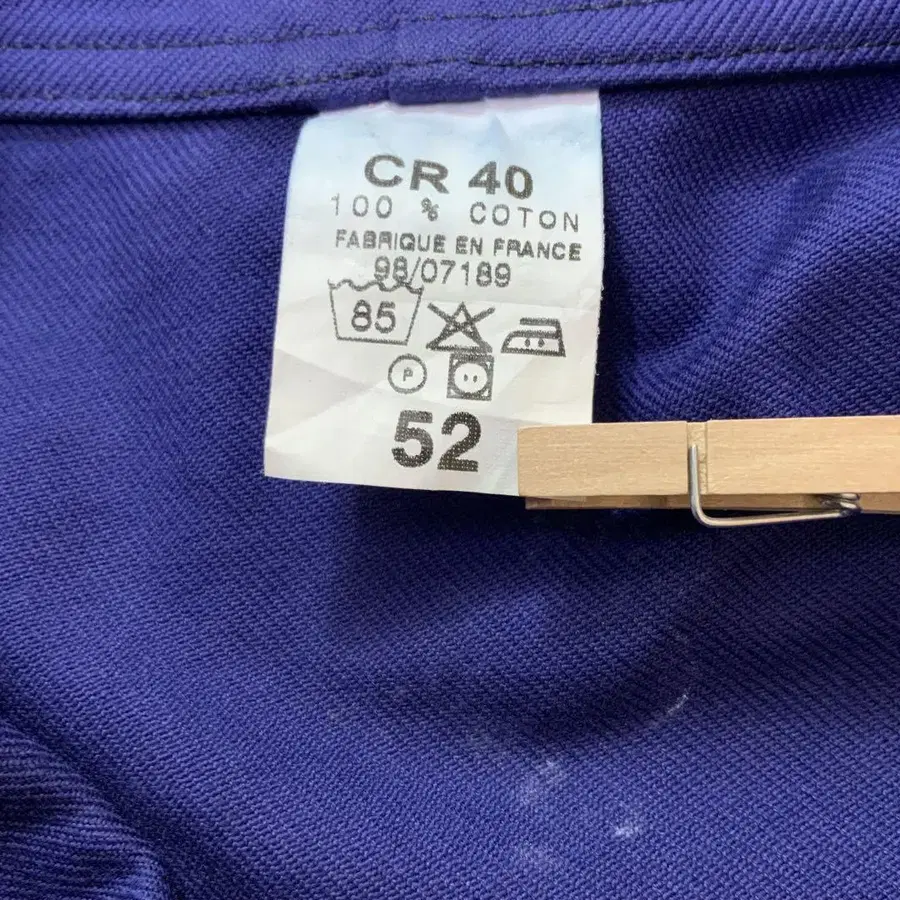 CR 40
100 % COTON
FABRIQUE EN FRANCE
98/07189
85
P
52